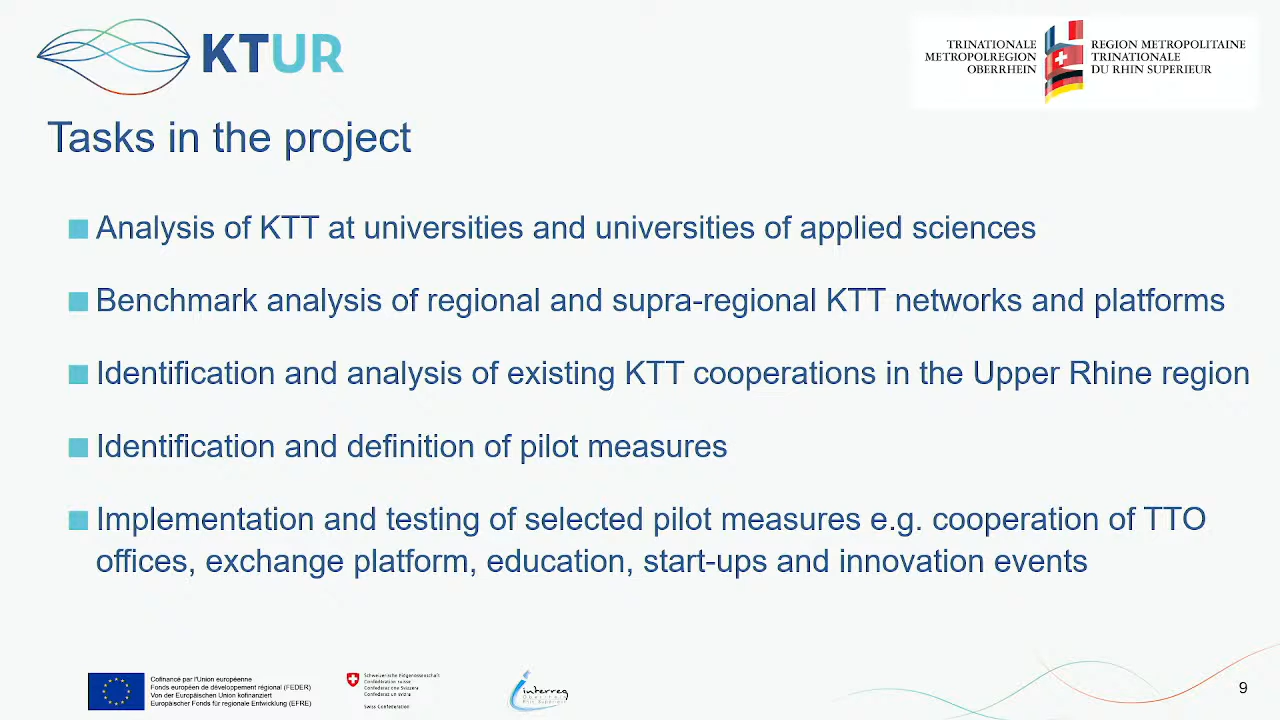 KTUR
TRINATIONALE
METROPOLREGION
OBERRHEIN
REGION METROPOLITAINE
TRINATIONALE
DU RHIN SUPERIEUR
Tasks in the project
Analysis of KTT at universities and universities of applied sciences
Benchmark analysis of regional and supra-regional KTT networks and platforms
Identification and analysis of existing KTT cooperations in the Upper Rhine region
Identification and definition of pilot measures
Implementation and testing of selected pilot measures e.g. cooperation of TTO
offices, exchange platform, education, start-ups and innovation events
Cofinancé par l'Union européenne
Fonds européen de développement régional (FEDER)
Von der Europäischen Union kofinanziert
Europäischer Fonds für regionale Entwicklung (EFRE)
Schweizerische Eidgenossenschaft
Confédération suisse
Confederazione Svizzera
Confederaziun svizra
Swiss Confederation
interreg
Oberrhein
Rhin Supérieur
9